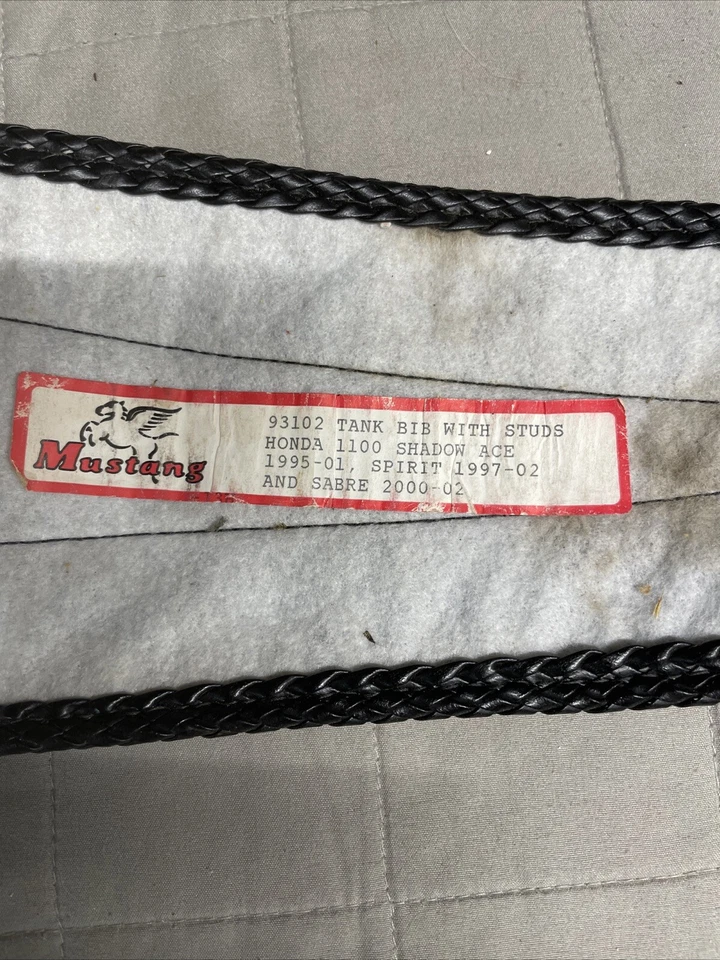 Mustang
93102 TANK BIB WITH STUDS
HONDA 1100 SHADOW ACE
1995-01, SPIRIT 1997-02
AND SABRE 2000-02